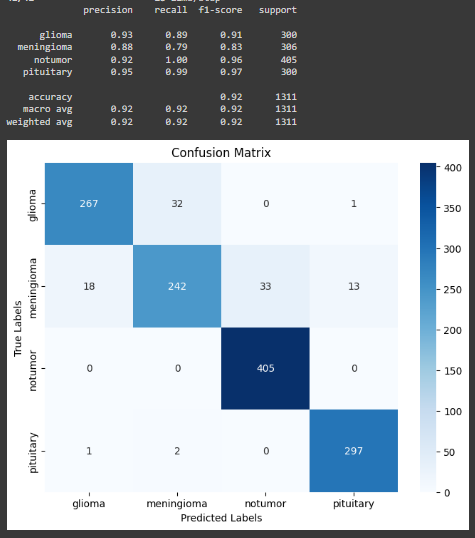 precision recall f1-score support
glioma 0.93 0.89 0.91 300
meningioma 0.88 0.79 0.83 306
notumor 0.92 1.00 0.96 405
pituitary 0.95 0.99 0.97 300
accuracy 0.92 1311
macro avg 0.92 0.92 0.92 1311
weighted avg 0.92 0.92 0.92 1311
Confusion Matrix
glioma 267 32 0 1
meningioma 18 242 33 13
notumor 0 0 405 0
pituitary 1 2 0 297
True Labels
glioma meningioma notumor pituitary
Predicted Labels
400
350
300
250
200
150
100
50
0